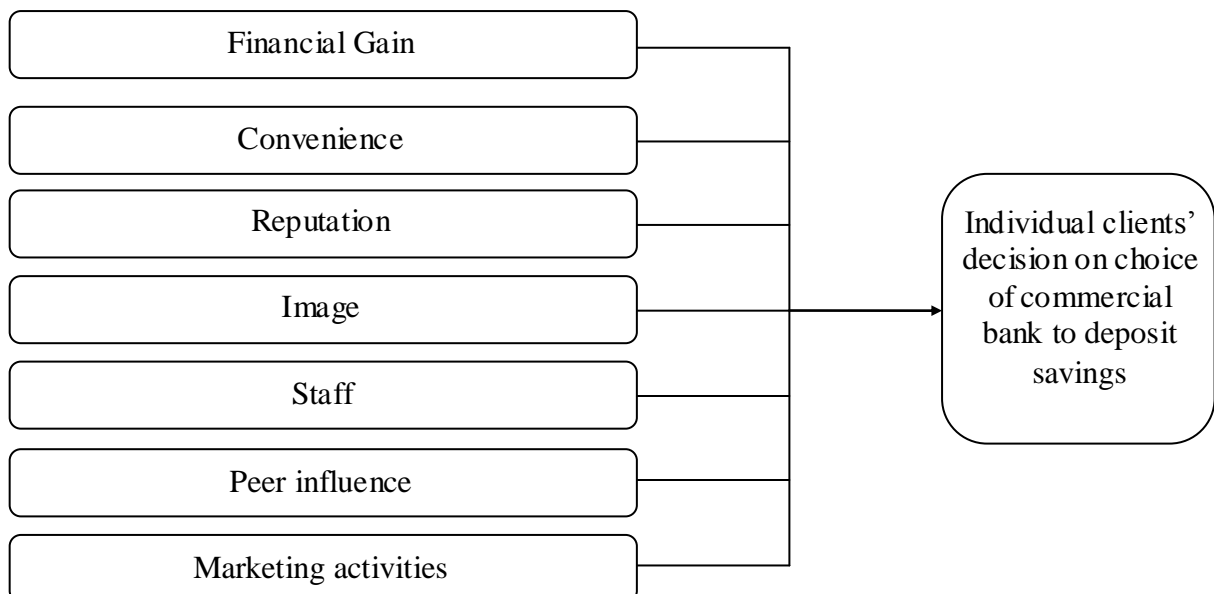 Financial Gain
Convenience
Reputation
Image
Staff
Peer influence
Marketing activities
Individual clients’
decision on choice
of commercial
bank to deposit
savings